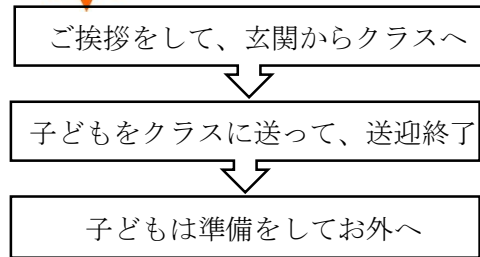 ご挨拶をして、玄関からクラスへ
子どもをクラスに送って、送迎終了
子どもは準備をしてお外へ